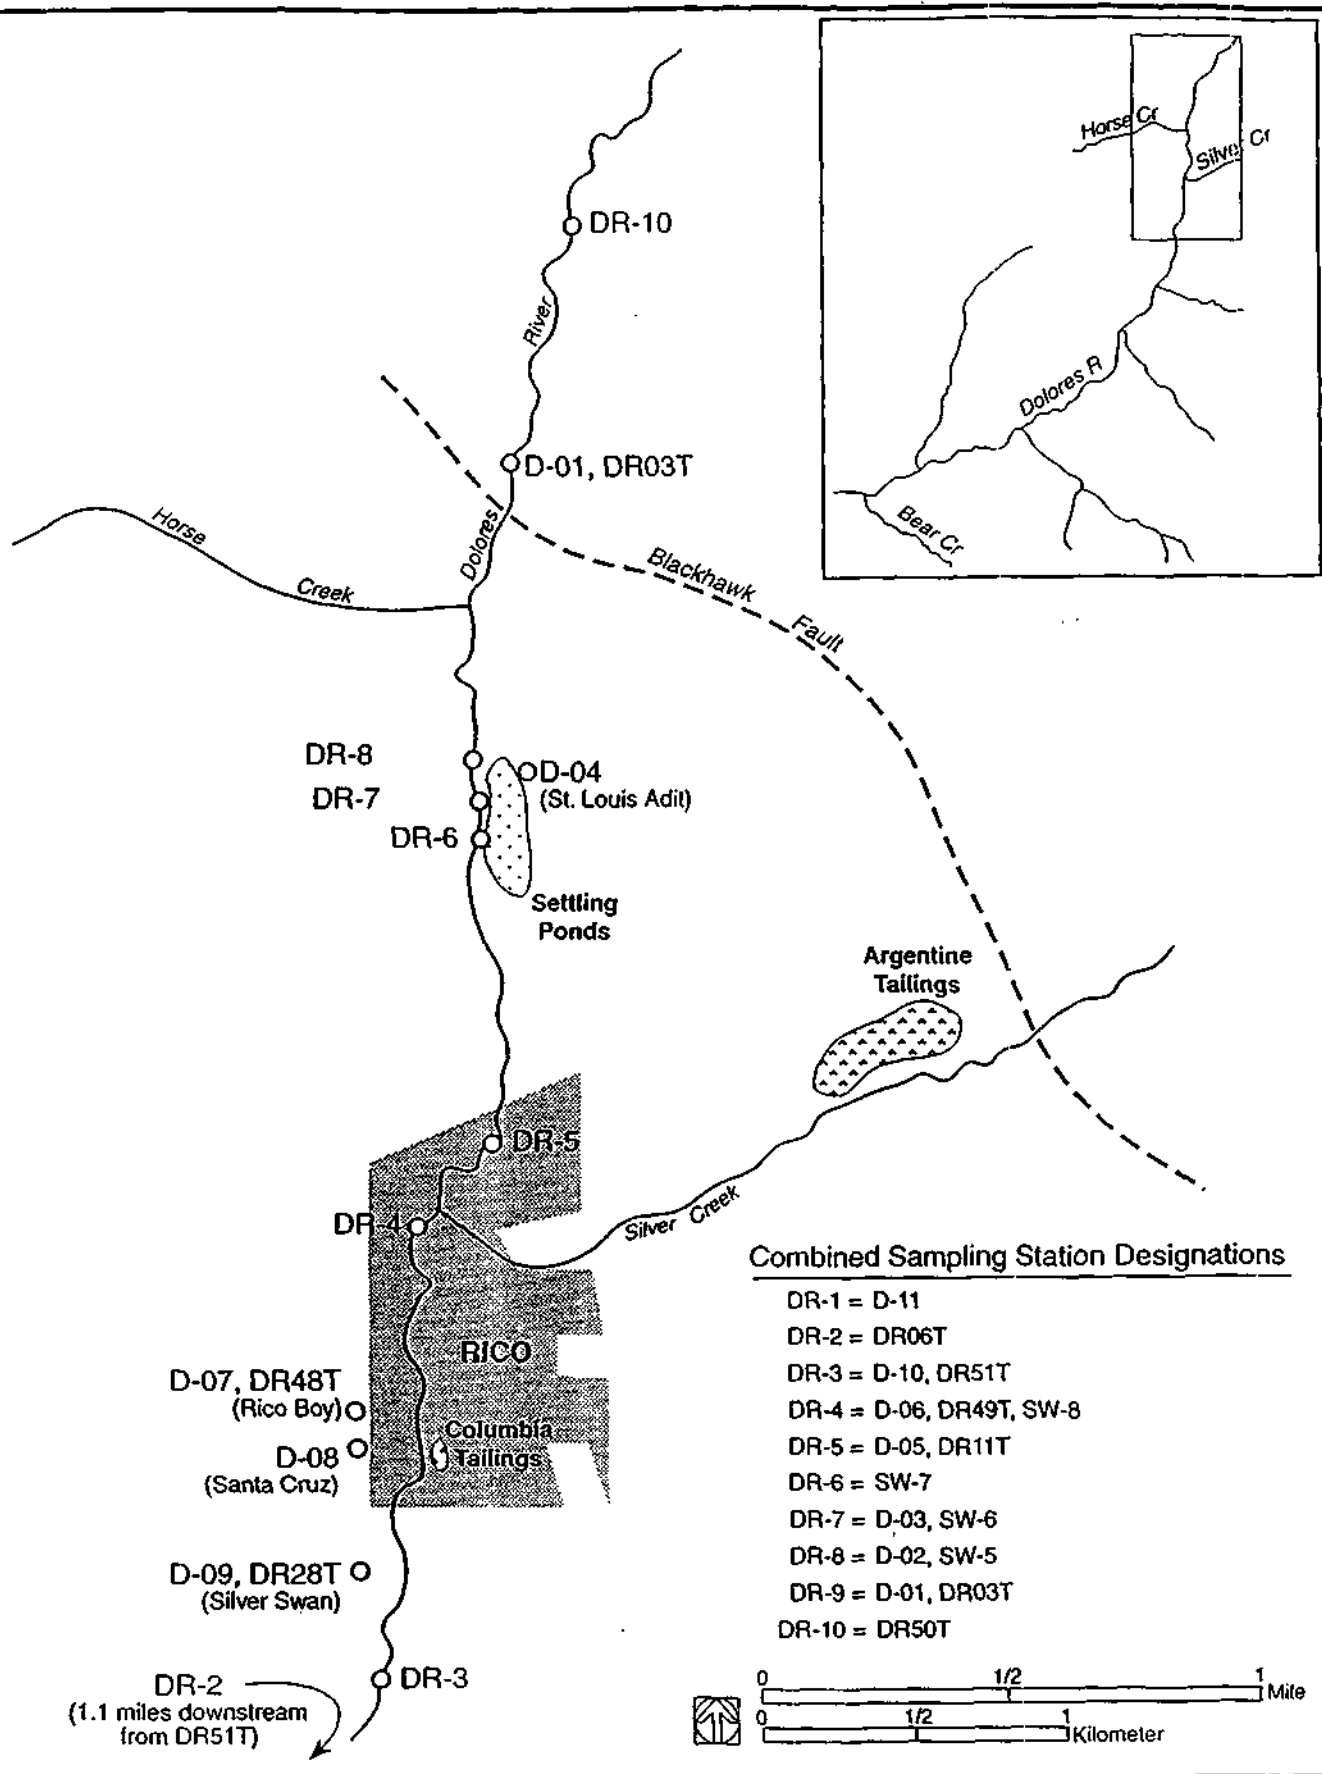 Horse Cr
Silver Cr
DR-10
River
Dolores R
D-01, DR03T
Bear Cr
Horse
Dolores
Blackhawk
Creek
Fault
DR-8
D-04
(St. Louis Adit)
DR-7
DR-6
Settling
Ponds
Argentine
Tailings
DR-5
DR-4
Silver Creek
Combined Sampling Station Designations
DR-1 = D-11
DR-2 = DR06T
DR-3 = D-10, DR51T
DR-4 = D-06, DR49T, SW-8
DR-5 = D-05, DR11T
DR-6 = SW-7
DR-7 = D-03, SW-6
DR-8 = D-02, SW-5
DR-9 = D-01, DR03T
DR-10 = DR50T
RICO
D-07, DR48T
(Rico Boy)
Columbia
Tailings
D-08
(Santa Cruz)
D-09, DR28T
(Silver Swan)
DR-3
DR-2
(1.1 miles downstream
from DR51T)
0 1/2 1
Mile
0 1/2 1
Kilometer